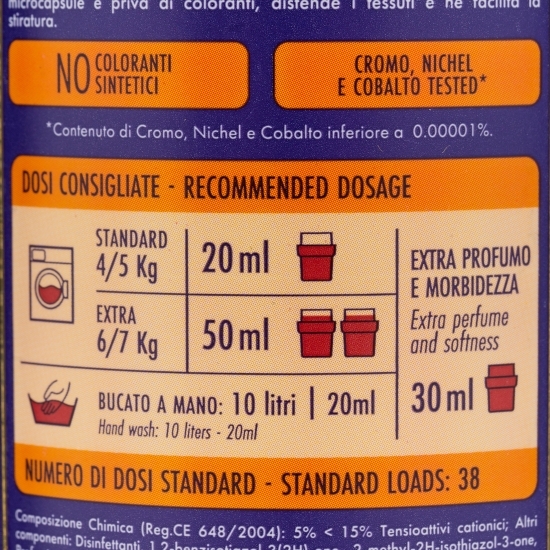 microcapsule e priva di coloranti, distende i tessuti e ne facilita la
stiratura.
NO COLORANTI
SINTETICI
CROMO, NICHEL
E COBALTO TESTED*
*Contenuto di Cromo, Nichel e Cobalto inferiore a 0.00001%.
DOSI CONSIGLIATE - RECOMMENDED DOSAGE
STANDARD
4/5 Kg
20 ml
EXTRA
6/7 Kg
50 ml
EXTRA PROFUMO
E MORBIDEZZA
Extra perfume
and softness
30 ml
BUCATO A MANO: 10 litri | 20ml
Hand wash: 10 liters - 20ml
NUMERO DI DOSI STANDARD - STANDARD LOADS: 38
Composizione Chimica (Reg.CE 648/2004): 5% < 15% Tensioattivi cationici; Altri
componenti: Disinfettanti, 1,2-benzisotiazol-3(2H)-one, 2-methyl-2H-isothiazol-3-one,